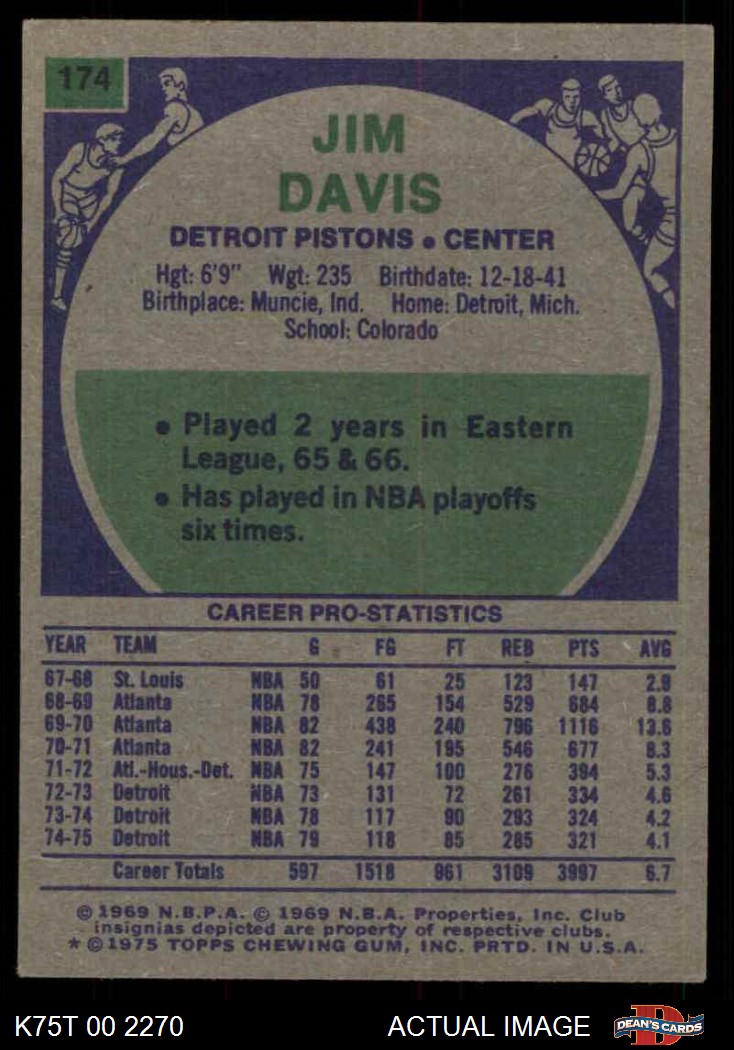 174
JIM
DAVIS
DETROIT PISTONS • CENTER
Hgt: 6'9" Wgt: 235 Birthdate: 12-18-41
Birthplace: Muncie, Ind. Home: Detroit, Mich.
School: Colorado
• Played 2 years in Eastern
League, 65 & 66.
• Has played in NBA playoffs
six times.
CAREER PRO-STATISTICS
YEAR TEAM G FG FT REB PTS AVG
67-68 St. Louis NBA 50 61 25 123 147 2.9
68-69 Atlanta NBA 78 265 154 529 684 8.8
69-70 Atlanta NBA 82 438 240 796 1116 13.6
70-71 Atlanta NBA 82 241 195 546 677 8.3
71-72 Atl.-Hous.-Det. NBA 75 147 100 276 394 5.3
72-73 Detroit NBA 73 131 72 261 334 4.6
73-74 Detroit NBA 78 117 90 293 324 4.2
74-75 Detroit NBA 79 118 85 285 321 4.1
Career Totals 597 1518 961 3109 3997 6.7
© 1969 N.B.P.A. © 1969 N.B.A. Properties, Inc. Club
insignias depicted are property of respective clubs.
* © 1975 TOPPS CHEWING GUM, INC. PRTD. IN U.S.A.
K75T 00 2270 ACTUAL IMAGE D DEAN'S CARDS